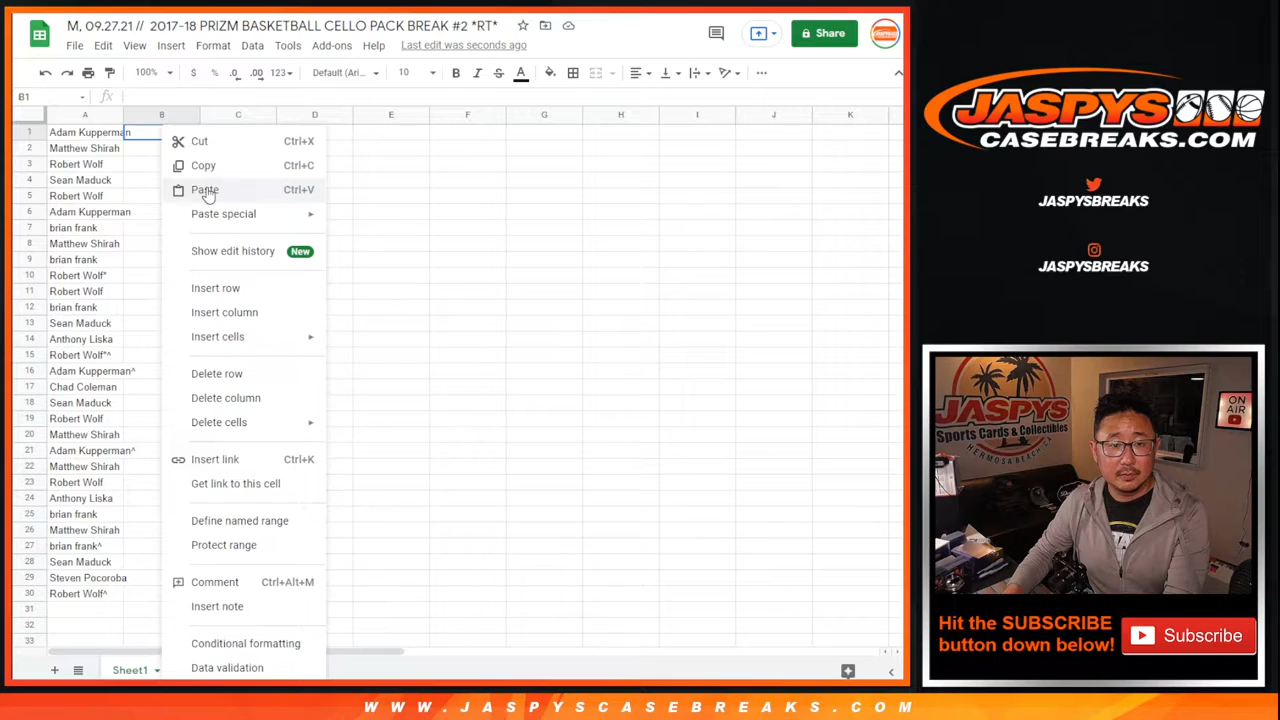 M, 09.27.21 // 2017-18 PRIZM BASKETBALL CELLO PACK BREAK #2 *RT*
File Edit View Insert Format Data Tools Add-ons Help Last edit was seconds ago
Share
100% $ % .0 .00 123 Default (Ari... 10 B I S A
B1 fx
A B C D E F G H I J K
1 Adam Kupperman
2 Matthew Shirah
3 Robert Wolf
4 Sean Maduck
5 Robert Wolf
6 Adam Kupperman
7 brian frank
8 Matthew Shirah
9 brian frank
10 Robert Wolf*
11 Robert Wolf
12 brian frank
13 Sean Maduck
14 Anthony Liska
15 Robert Wolf*^
16 Adam Kupperman^
17 Chad Coleman
18 Sean Maduck
19 Robert Wolf
20 Matthew Shirah
21 Adam Kupperman^
22 Matthew Shirah
23 Robert Wolf
24 Anthony Liska
25 brian frank
26 Matthew Shirah
27 brian frank^
28 Sean Maduck
29 Steven Pocoroba
30 Robert Wolf^
31
32
33
Cut Ctrl+X
Copy Ctrl+C
Paste Ctrl+V
Paste special
Show edit history New
Insert row
Insert column
Insert cells
Delete row
Delete column
Delete cells
Insert link Ctrl+K
Get link to this cell
Define named range
Protect range
Comment Ctrl+Alt+M
Insert note
Conditional formatting
Data validation
Sheet1
JASPYS
CASEBREAKS.COM
JASPYSBREAKS
JASPYSBREAKS
JASPYS
Sports Cards & Collectibles
HERMOSA BEACH, CA
ON
AIR
Hit the SUBSCRIBE
button down below!
Subscribe
WWW.JASPYSCASEBREAKS.COM